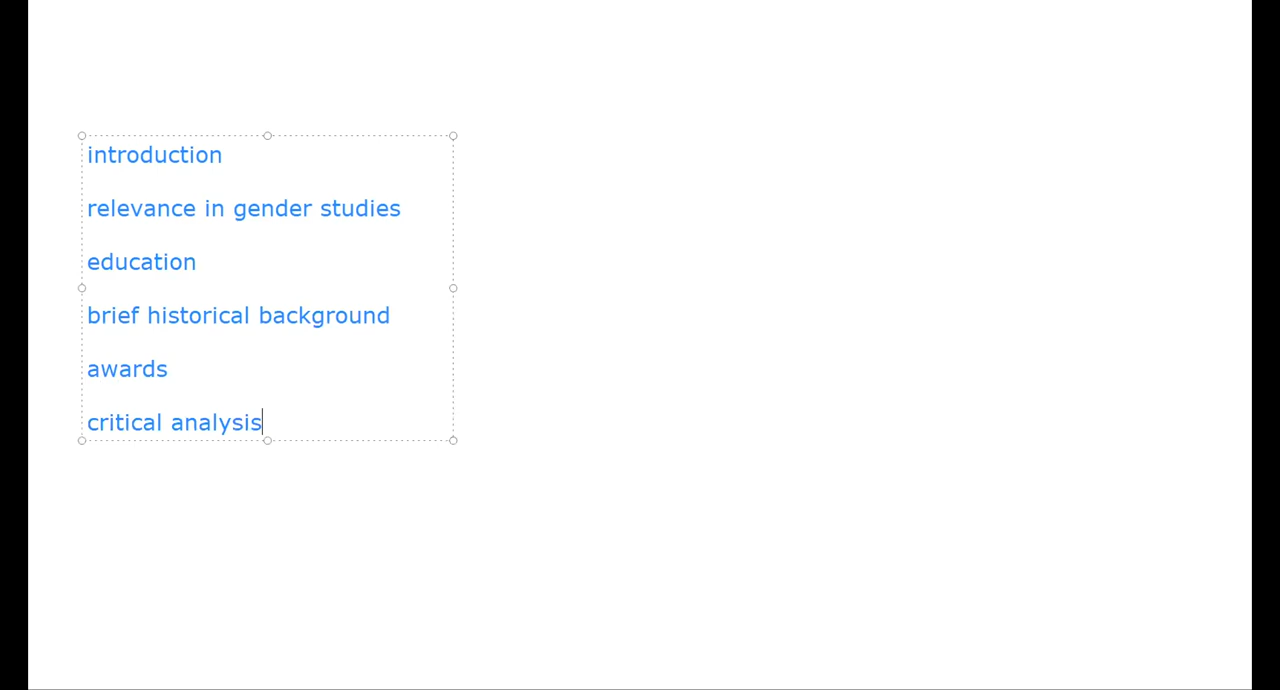 introduction
relevance in gender studies
education
brief historical background
awards
critical analysis